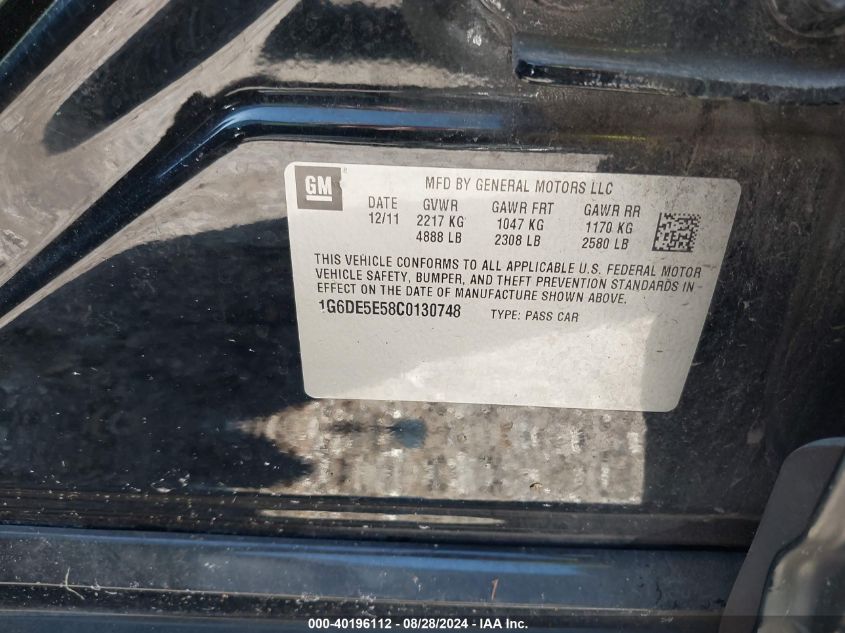 GM
MFD BY GENERAL MOTORS LLC
DATE GVWR GAWR FRT GAWR RR
12/11 2217 KG 1047 KG 1170 KG
4888 LB 2308 LB 2580 LB
THIS VEHICLE CONFORMS TO ALL APPLICABLE U.S. FEDERAL MOTOR
VEHICLE SAFETY, BUMPER, AND THEFT PREVENTION STANDARDS IN
EFFECT ON THE DATE OF MANUFACTURE SHOWN ABOVE.
1G6DE5E58C0130748 TYPE: PASS CAR
000-40196112 - 08/28/2024 - IAA Inc.